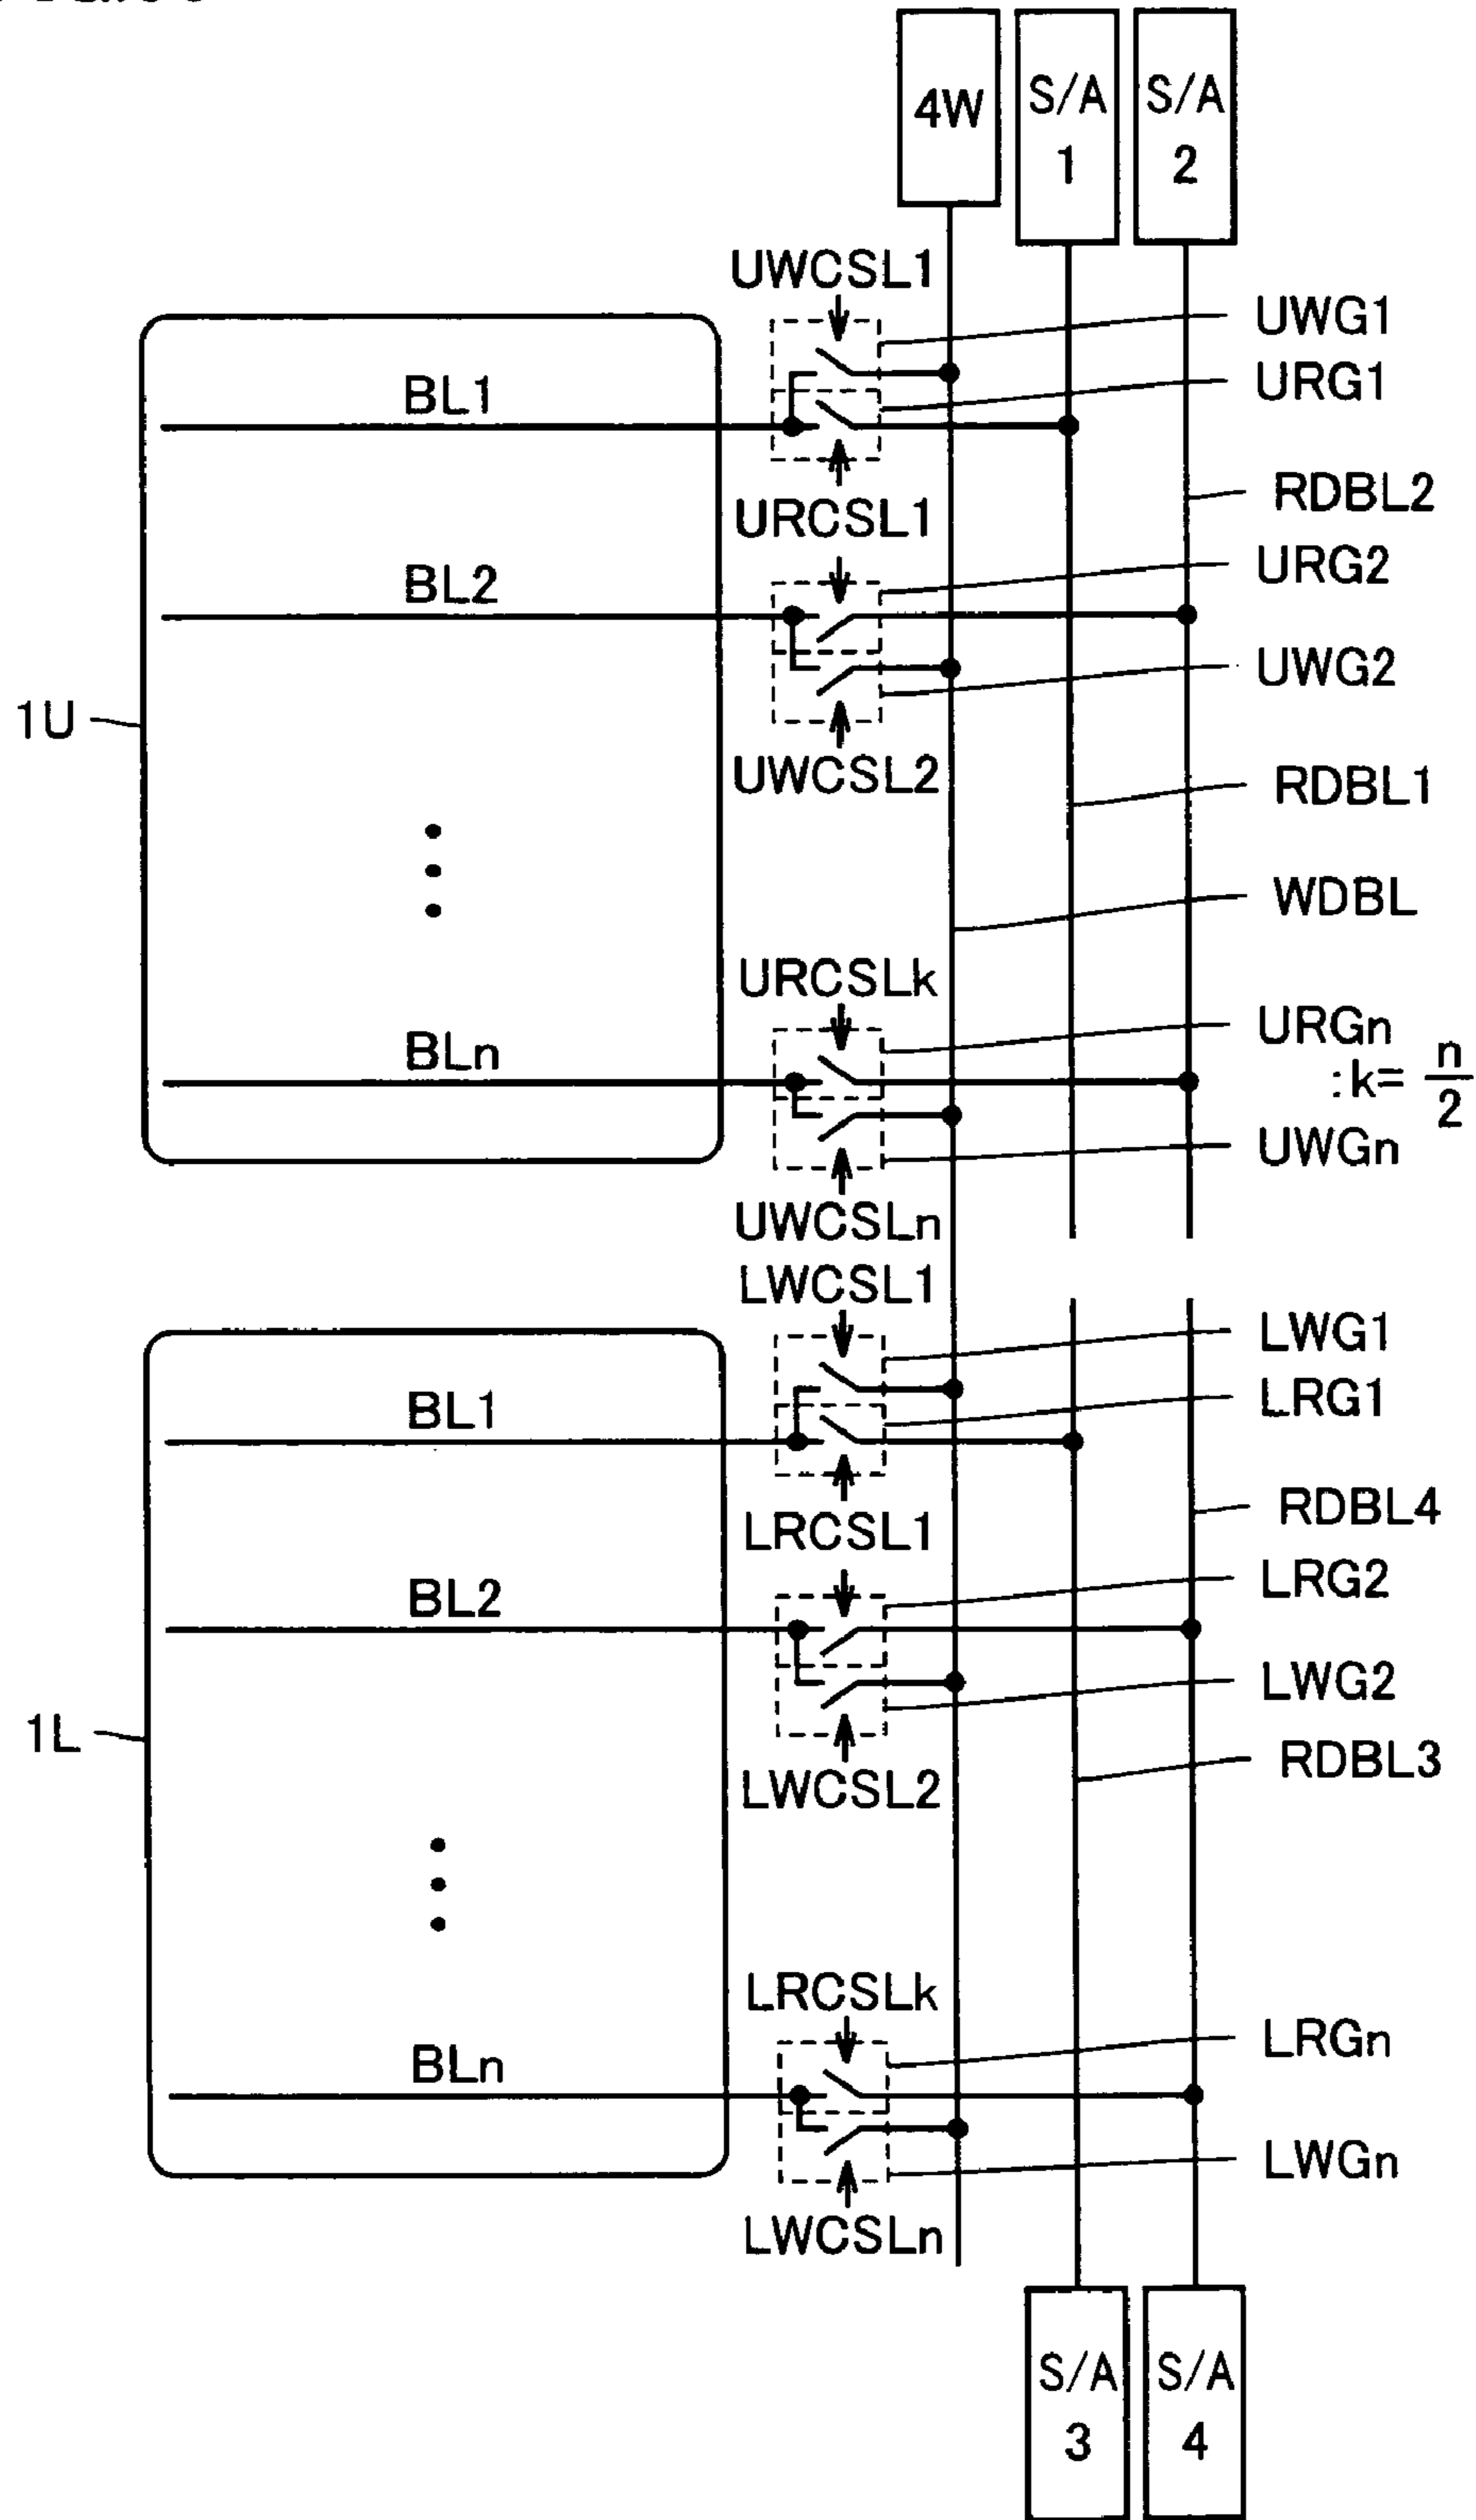 4W
S/A
1
S/A
2
UWCSL1
UWG1
BL1
URG1
URCSL1
RDBL2
BL2
URG2
UWG2
1U
UWCSL2
RDBL1
WDBL
URCSLk
BLn
URGn
:k= n/2
UWGn
UWCSLn
LWCSL1
LWG1
BL1
LRG1
LRCSL1
RDBL4
BL2
LRG2
LWG2
1L
LWCSL2
RDBL3
LRCSLk
BLn
LRGn
LWGn
LWCSLn
S/A
3
S/A
4